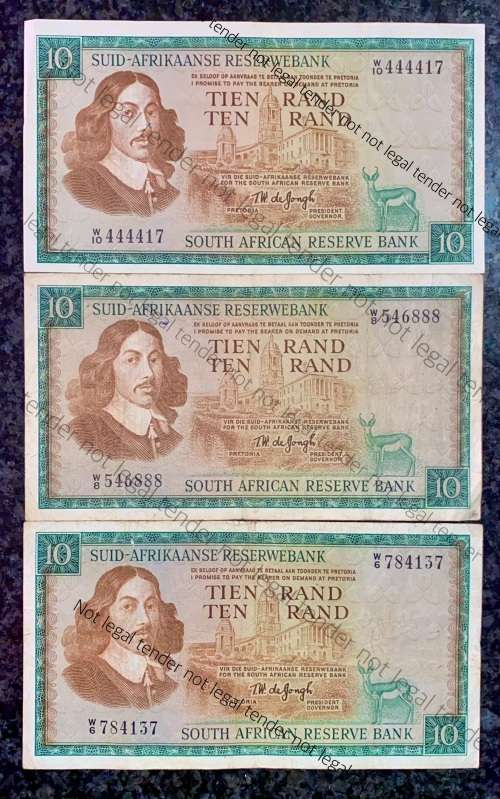 10 SUID-AFRIKAANSE RESERWEBANK W/10 444417
EK BELOOF OM AANVRAAG TE BETAAL AAN TOONDER TE PRETORIA
I PROMISE TO PAY THE BEARER ON DEMAND AT PRETORIA
TIEN RAND
TEN RAND
VIR DIE SUID-AFRIKAANSE RESERWEBANK
FOR THE SOUTH AFRICAN RESERVE BANK
T.W. de Jongh
PRETORIA PRESIDENT
GOVERNOR
W/10 444417
SOUTH AFRICAN RESERVE BANK 10
10 SUID-AFRIKAANSE RESERWEBANK W/8 546888
EK BELOOF OM AANVRAAG TE BETAAL AAN TOONDER TE PRETORIA
I PROMISE TO PAY THE BEARER ON DEMAND AT PRETORIA
TIEN RAND
TEN RAND
VIR DIE SUID-AFRIKAANSE RESERWEBANK
FOR THE SOUTH AFRICAN RESERVE BANK
T.W. de Jongh
PRETORIA PRESIDENT
GOVERNOR
W/8 546888
SOUTH AFRICAN RESERVE BANK 10
10 SUID-AFRIKAANSE RESERWEBANK W/6 784137
EK BELOOF OM AANVRAAG TE BETAAL AAN TOONDER TE PRETORIA
I PROMISE TO PAY THE BEARER ON DEMAND AT PRETORIA
TIEN RAND
TEN RAND
VIR DIE SUID-AFRIKAANSE RESERWEBANK
FOR THE SOUTH AFRICAN RESERVE BANK
T.W. de Jongh
PRESIDENT
GOVERNOR
W/6 784137
SOUTH AFRICAN RESERVE BANK 10
Not legal tender not not legal tender not not legal tender